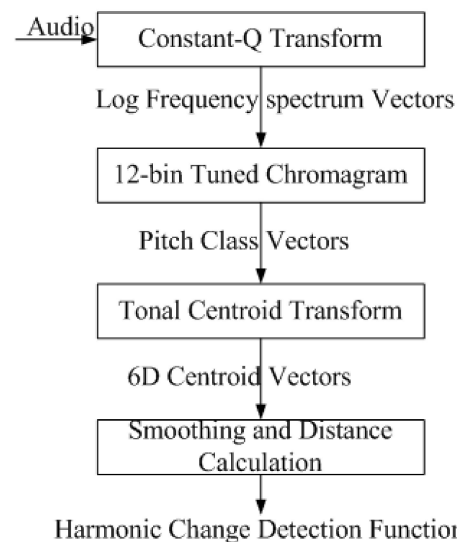 Audio
Constant-Q Transform
Log Frequency spectrum Vectors
12-bin Tuned Chromagram
Pitch Class Vectors
Tonal Centroid Transform
6D Centroid Vectors
Smoothing and Distance
Calculation
Harmonic Change Detection Function